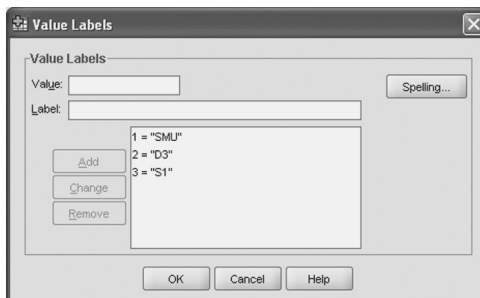 Value Labels
Value Labels
Value:
Spelling...
Label:
1 = "SMU"
2 = "D3"
3 = "S1"
Add
Change
Remove
OK
Cancel
Help